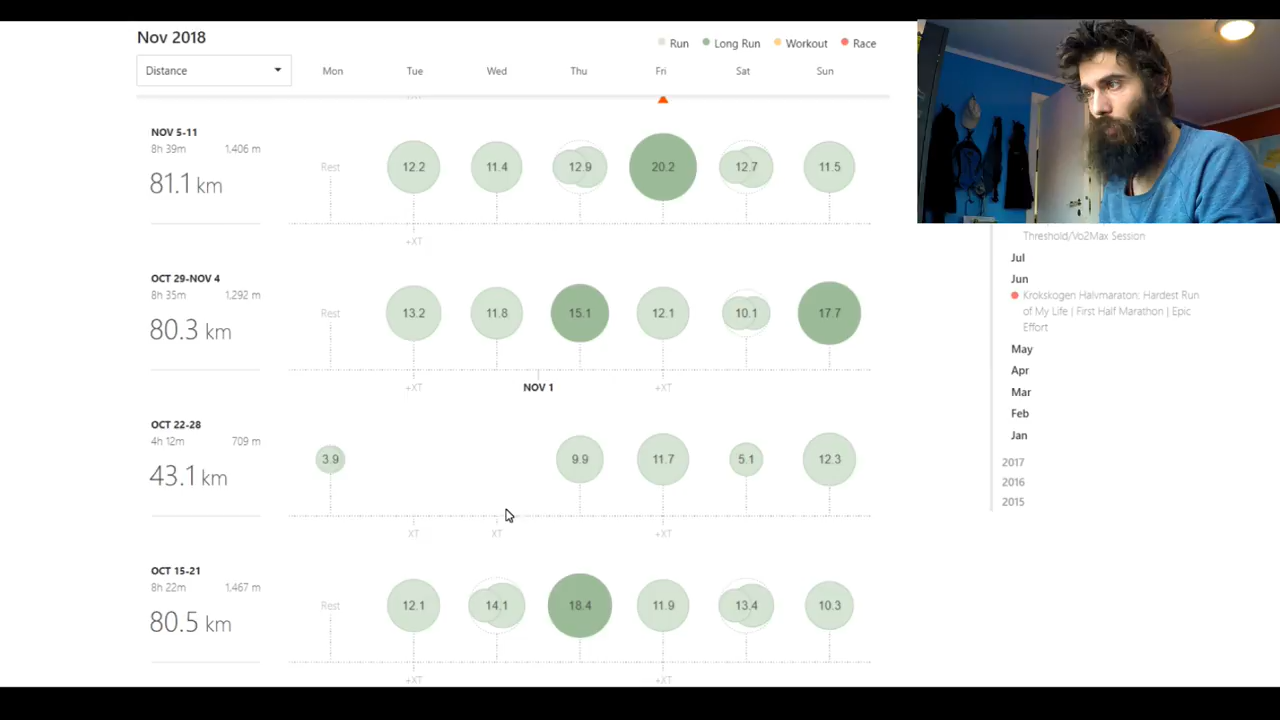 Nov 2018
Run Long Run Workout Race
Distance Mon Tue Wed Thu Fri Sat Sun
NOV 5-11
8h 39m 1,406 m
81.1 km
Rest 12.2 11.4 12.9 20.2 12.7 11.5
+XT
OCT 29-NOV 4
8h 35m 1,292 m
80.3 km
Rest 13.2 11.8 15.1 12.1 10.1 17.7
+XT +XT
NOV 1
OCT 22-28
4h 12m 709 m
43.1 km
3.9 9.9 11.7 5.1 12.3
XT XT +XT
OCT 15-21
8h 22m 1,467 m
80.5 km
Rest 12.1 14.1 18.4 11.9 13.4 10.3
+XT +XT
Threshold/Vo2Max Session
Jul
Jun
Krokskogen Halvmaraton: Hardest Run
of My Life | First Half Marathon | Epic
Effort
May
Apr
Mar
Feb
Jan
2017
2016
2015